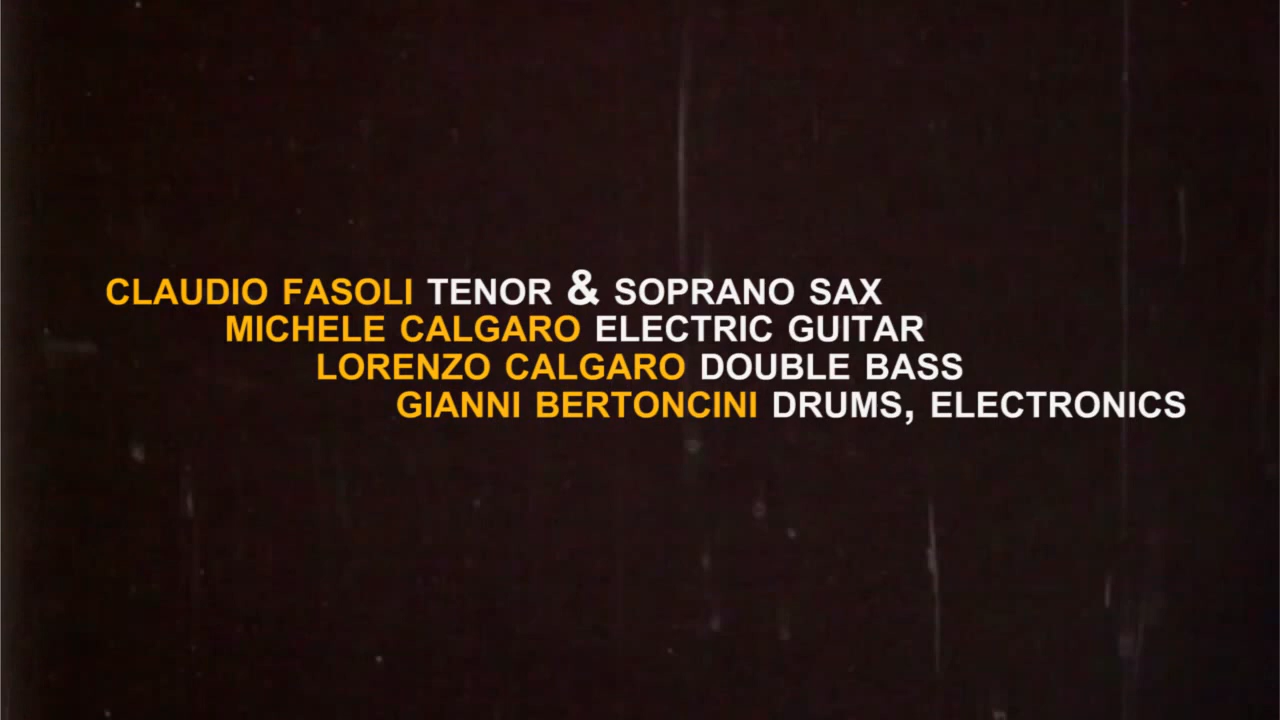 CLAUDIO FASOLI TENOR & SOPRANO SAX
MICHELE CALGARO ELECTRIC GUITAR
LORENZO CALGARO DOUBLE BASS
GIANNI BERTONCINI DRUMS, ELECTRONICS